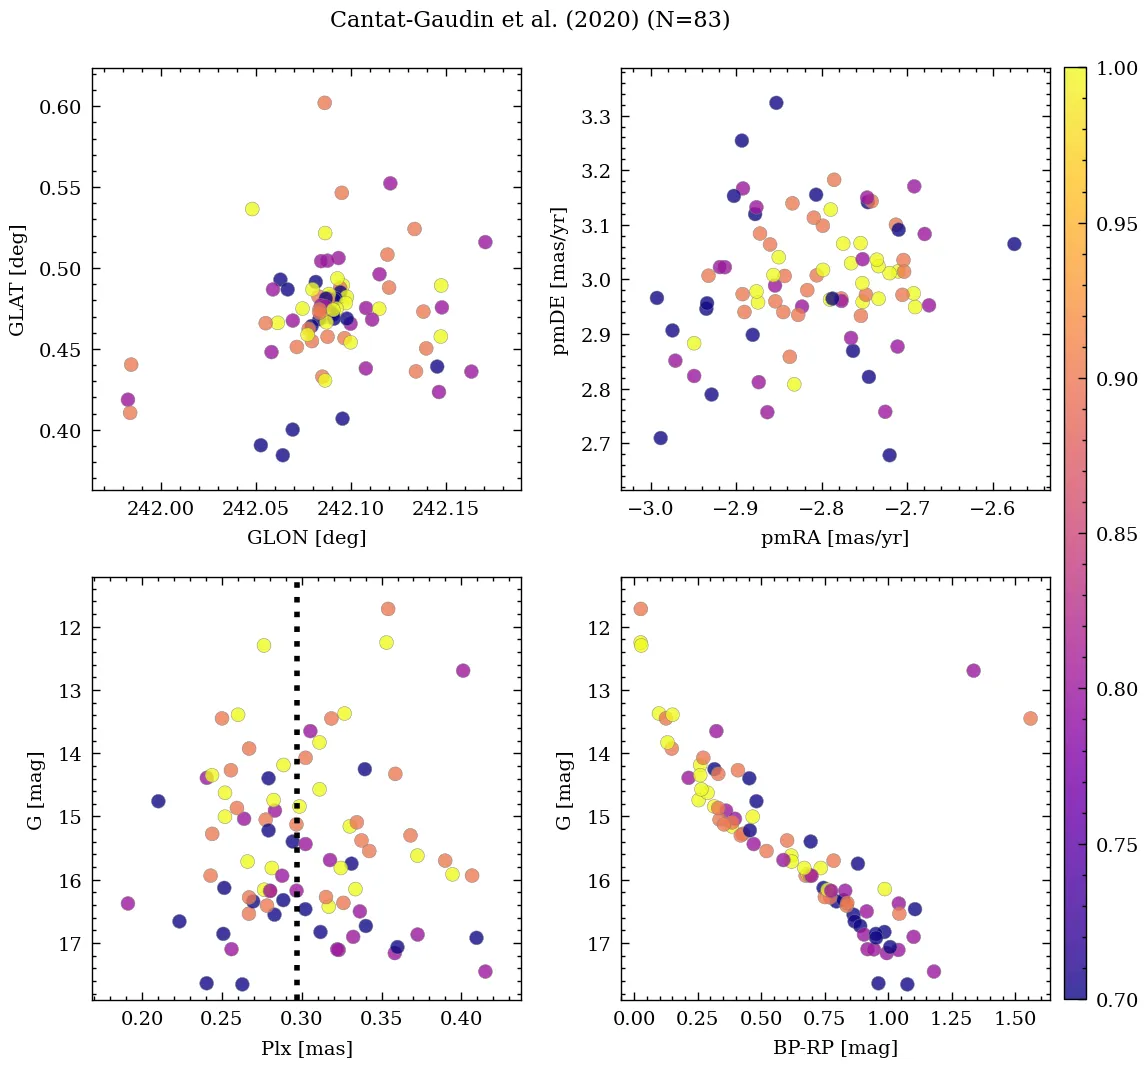 Cantat-Gaudin et al. (2020) (N=83)
0.60
0.55
0.50
0.45
0.40
GLAT [deg]
242.00 242.05 242.10 242.15
GLON [deg]
3.3
3.2
3.1
3.0
2.9
2.8
2.7
pmDE [mas/yr]
−3.0 −2.9 −2.8 −2.7 −2.6
pmRA [mas/yr]
12
13
14
15
16
17
G [mag]
0.20 0.25 0.30 0.35 0.40
Plx [mas]
12
13
14
15
16
17
G [mag]
0.00 0.25 0.50 0.75 1.00 1.25 1.50
BP-RP [mag]
1.00
0.95
0.90
0.85
0.80
0.75
0.70